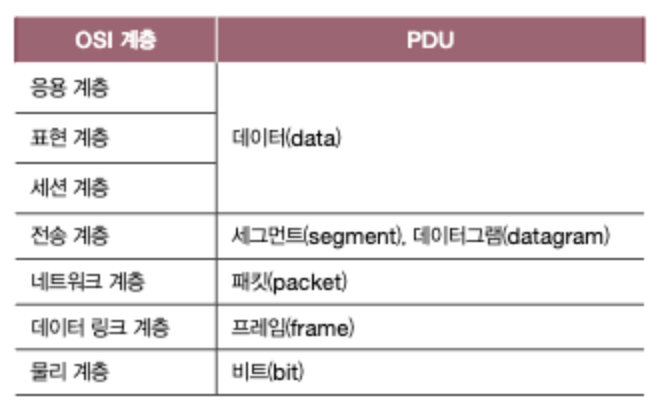 OSI 계층 PDU
응용 계층
표현 계층 데이터(data)
세션 계층
전송 계층 세그먼트(segment), 데이터그램(datagram)
네트워크 계층 패킷(packet)
데이터 링크 계층 프레임(frame)
물리 계층 비트(bit)